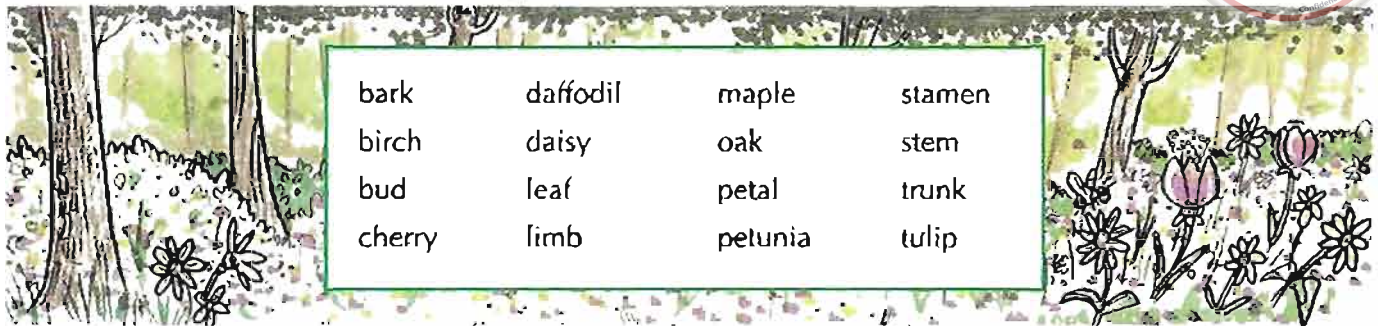 bark daffodil maple stamen
birch daisy oak stem
bud leaf petal trunk
cherry limb petunia tulip